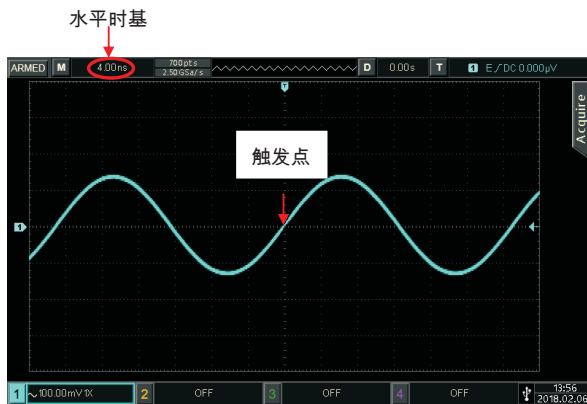 水平时基
ARMED M 4.00ns 700pts D 0.00s T 1 E DC 0.000μV
2.50GSa/s
T
Acquire
触发点
1
1 100.00mV 1X 2 OFF 3 OFF 4 OFF 13:56
2018.02.06